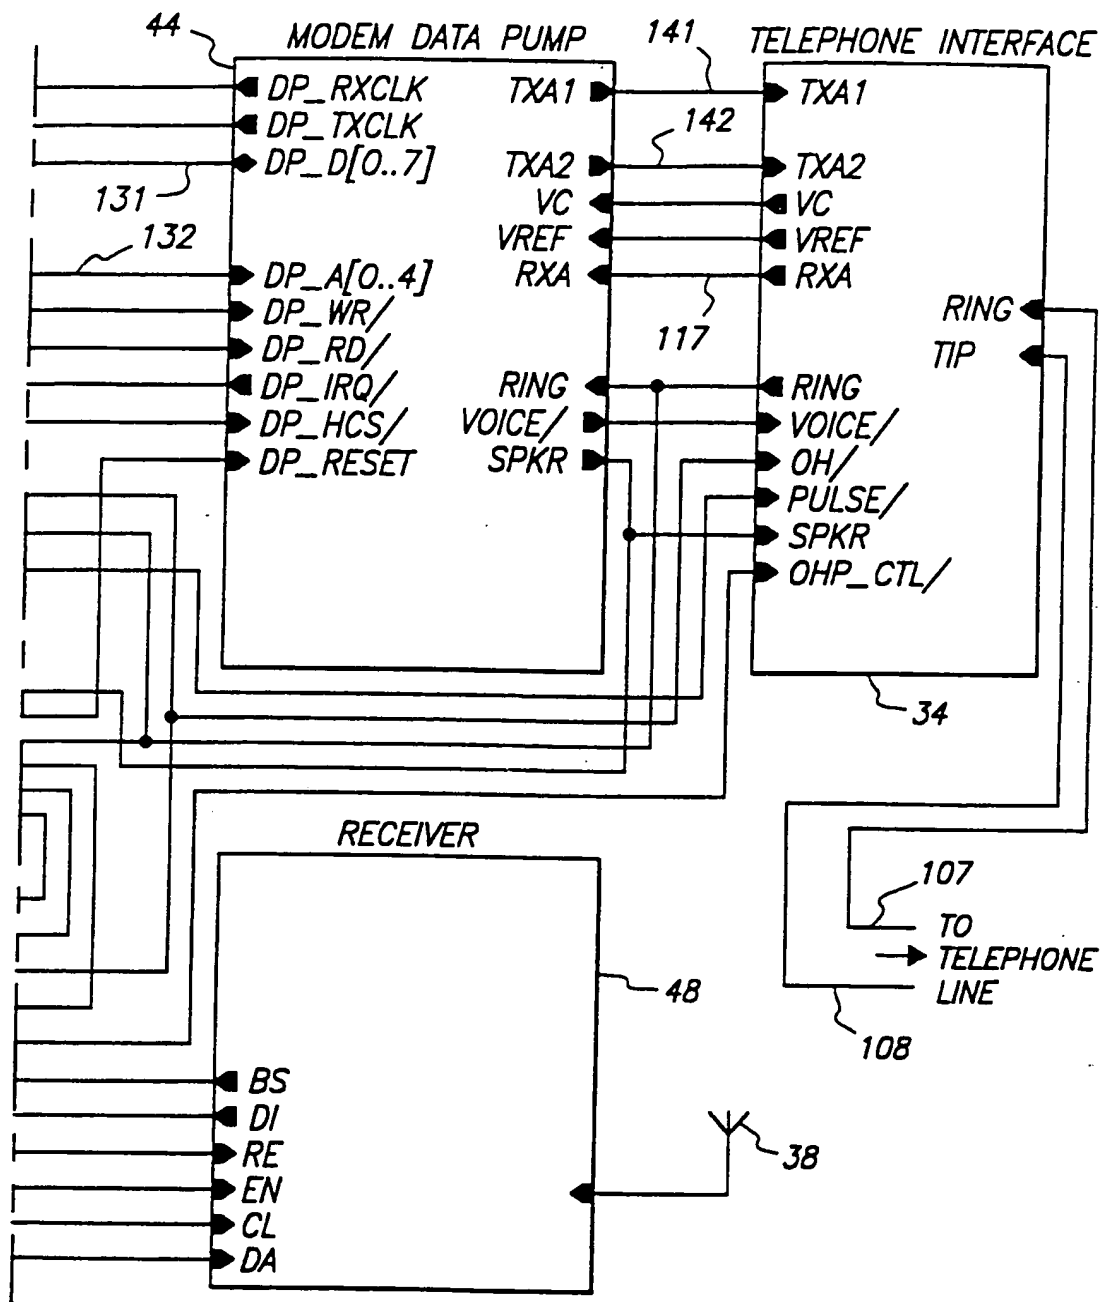 44
MODEM DATA PUMP
141
TELEPHONE INTERFACE
DP_RXCLK
TXA1
TXA1
DP_TXCLK
142
DP_D[0..7]
TXA2
TXA2
131
VC
VC
132
VREF
VREF
DP_A[0..4]
RXA
RXA
DP_WR/
117
RING
DP_RD/
TIP
DP_IRQ/
RING
RING
DP_HCS/
VOICE/
VOICE/
DP_RESET
SPKR
OH/
PULSE/
SPKR
OHP_CTL/
34
RECEIVER
107
TO
TELEPHONE
LINE
48
108
BS
DI
RE
38
EN
CL
DA